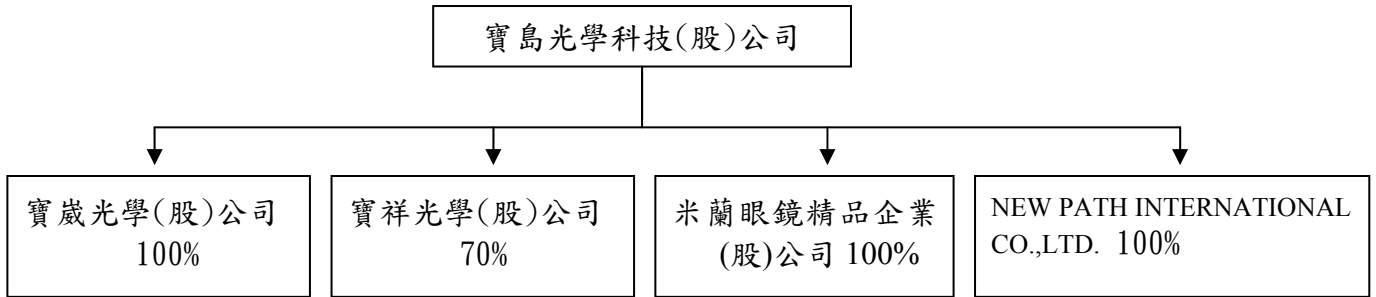 寶島光學科技(股)公司
寶崴光學(股)公司
100%
寶祥光學(股)公司
70%
米蘭眼鏡精品企業
(股)公司 100%
NEW PATH INTERNATIONAL
CO.,LTD. 100%